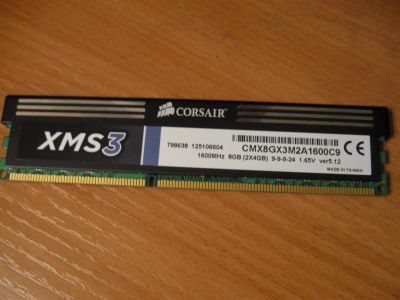 CORSAIR
XMS3
CMX8GX3M2A1600C9
798638 125106604
1600MHz 8GB (2X4GB) 9-9-9-24 1.65V ver5.12
CE
MADE IN TAIWAN